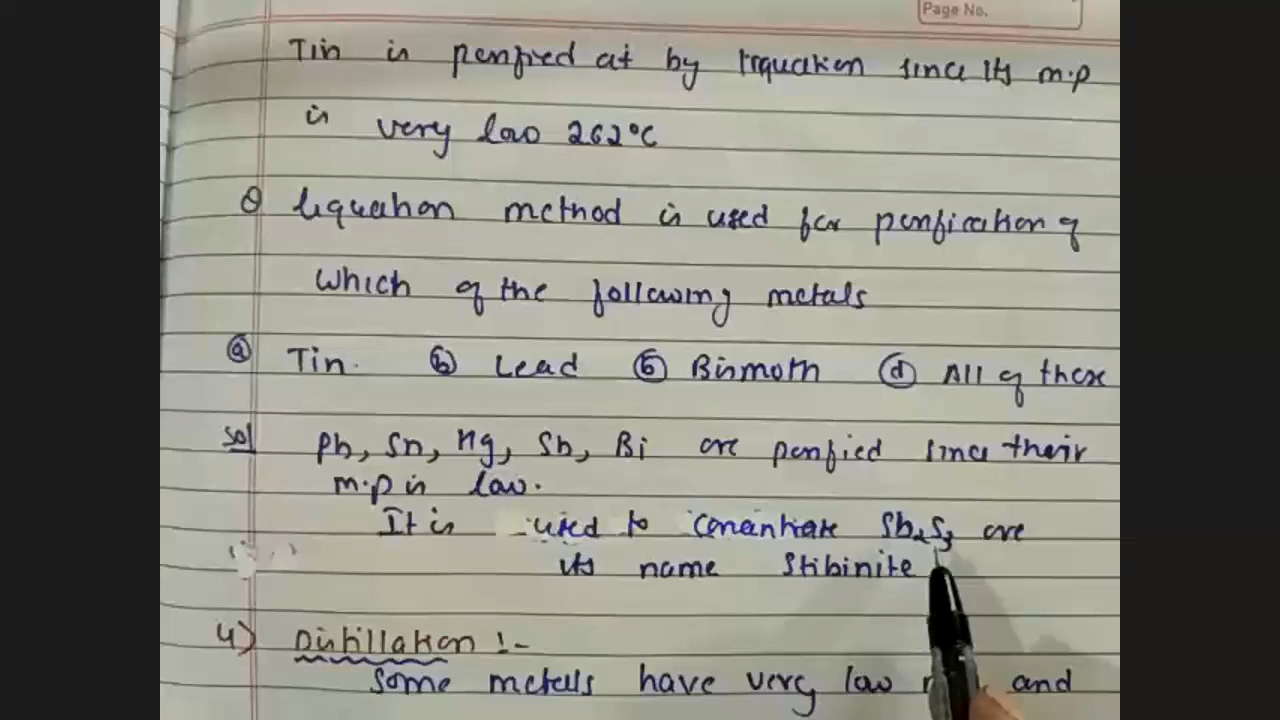 Page No.
Tin is purified at by liquation since its m.p
is very low 262°C
Q liquation method is used for purification of
which of the following metals
(a) Tin. (b) Lead (c) Bismoth (d) All of these
Sol Pb, Sn, Hg, Sb, Bi are purified since their
m.p is low.
It is used to concentrate Sb2S3 ore
its name Stibinite
4) Distillation :-
Some metals have very low and